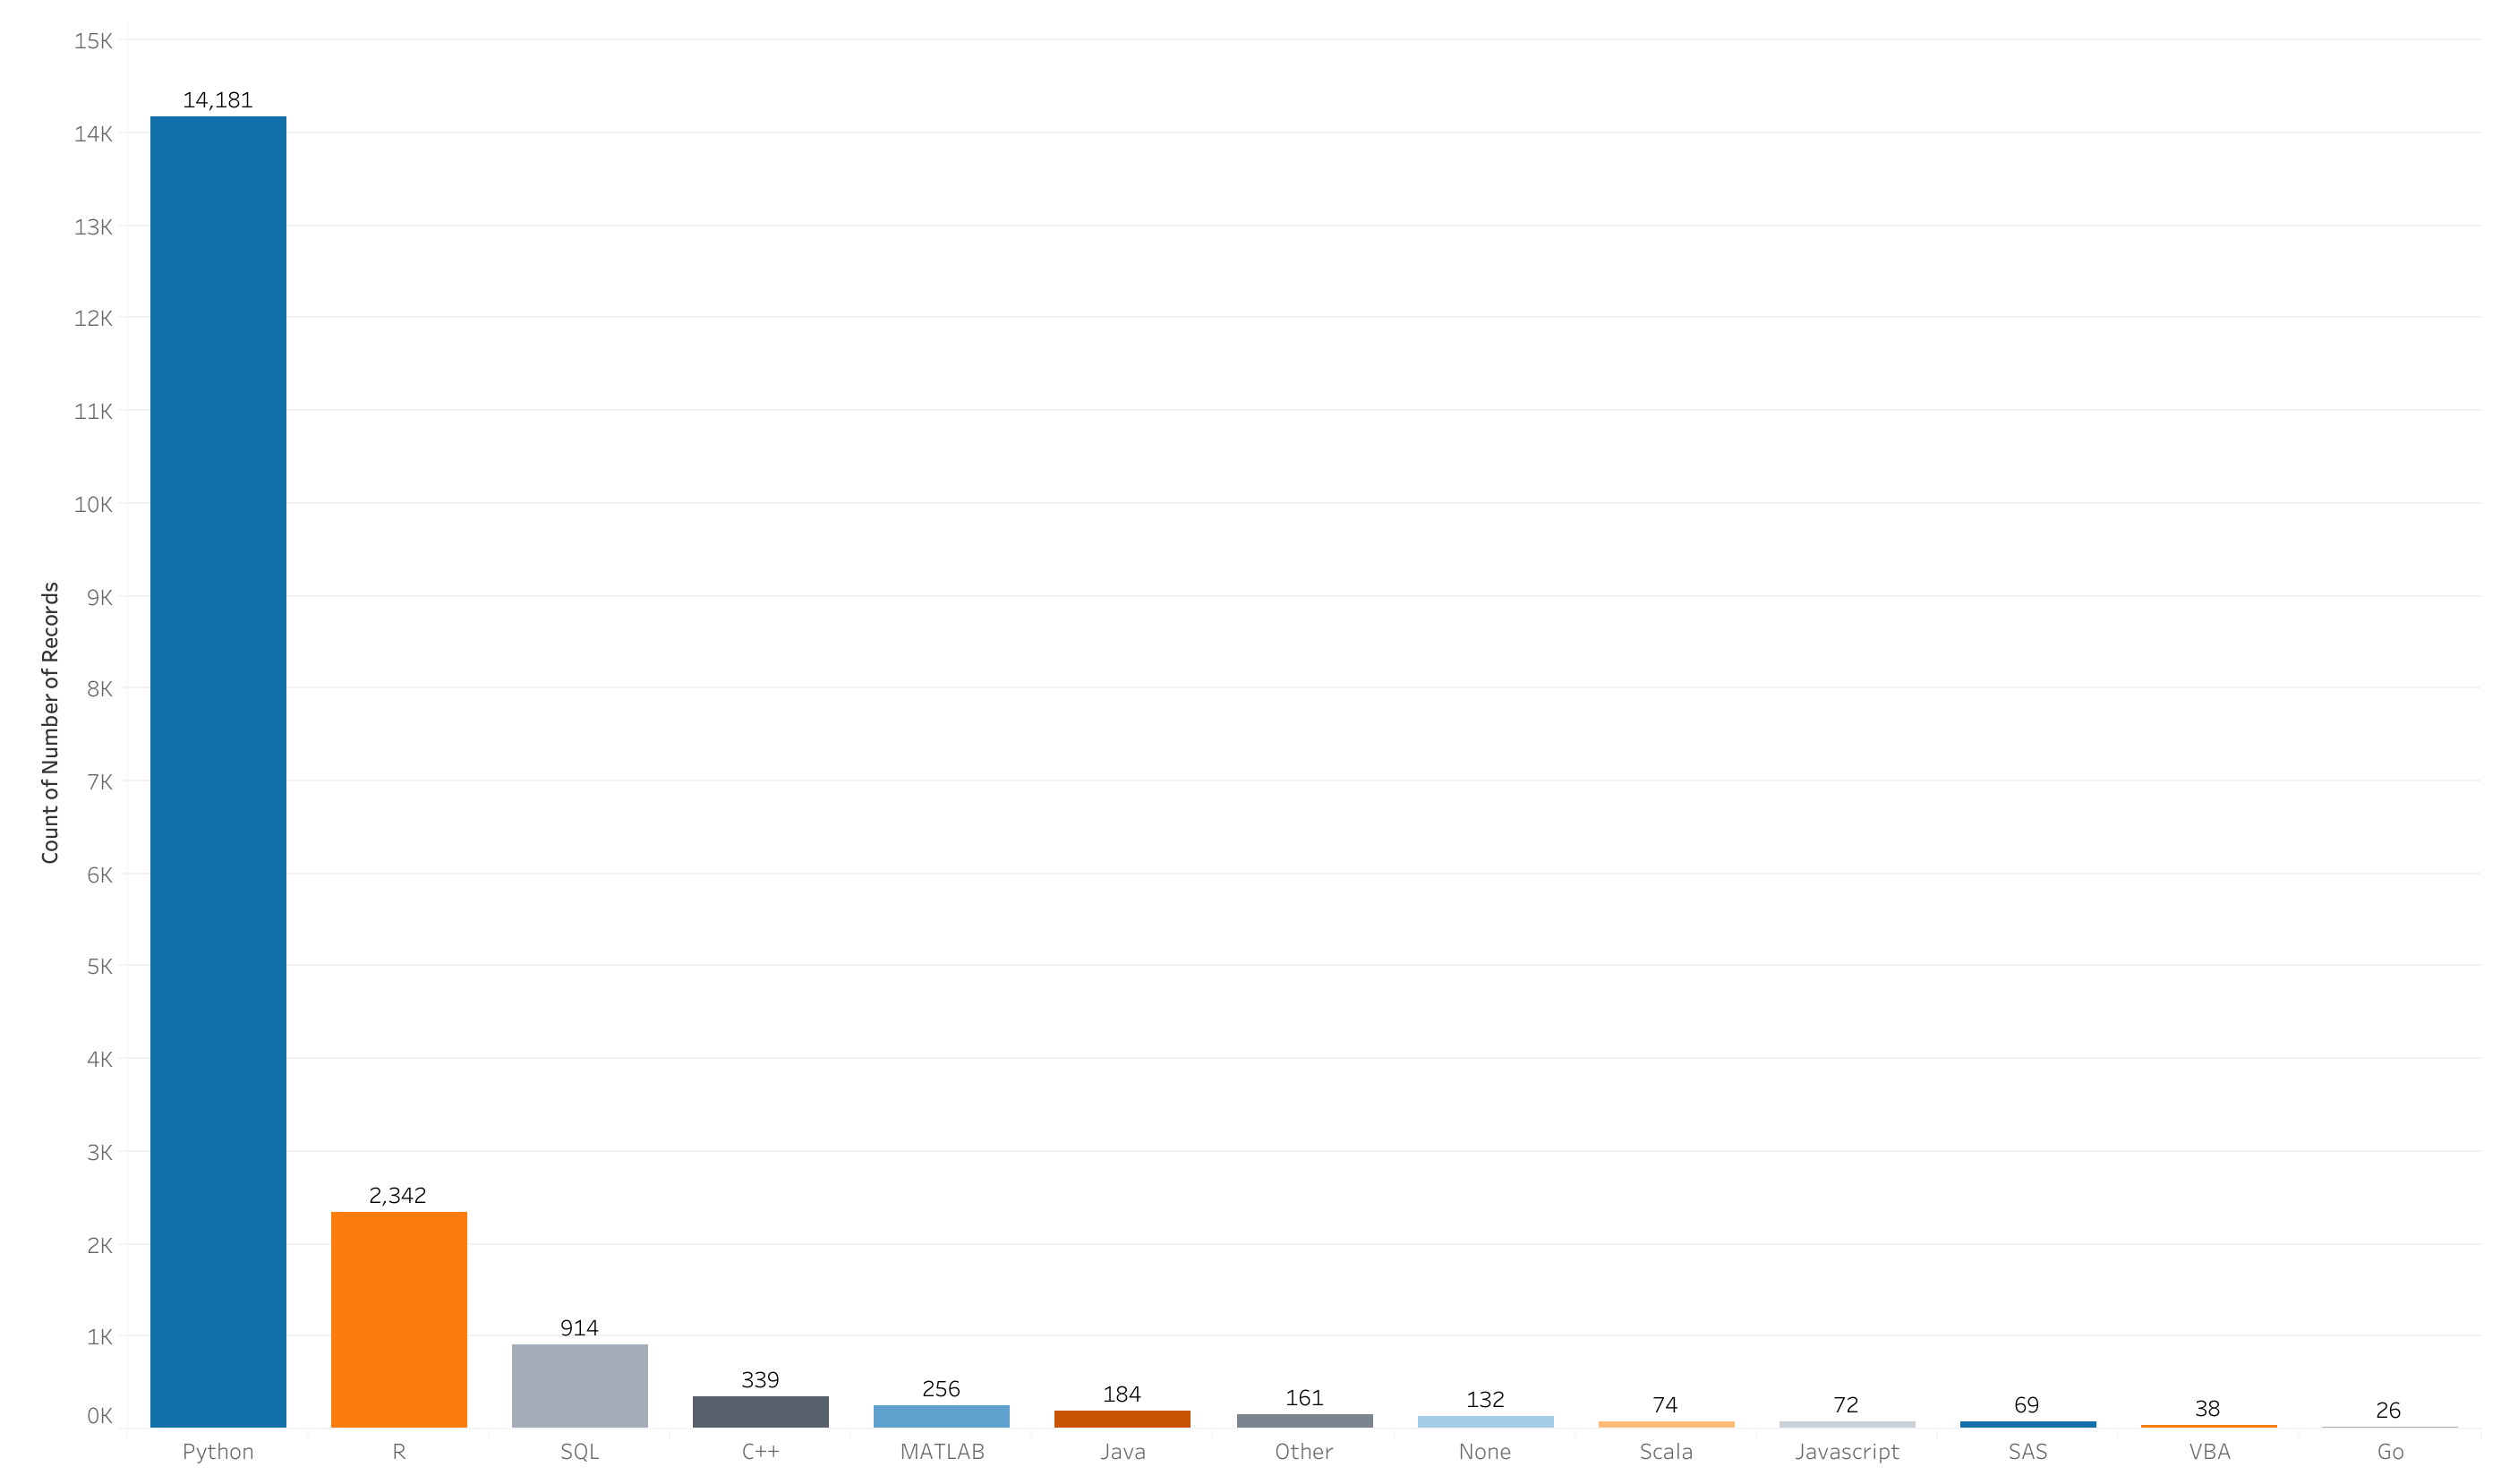 15K
14K
13K
12K
11K
10K
9K
8K
7K
6K
5K
4K
3K
2K
1K
0K
Count of Number of Records
14,181
2,342
914
339
256
184
161
132
74
72
69
38
26
Python
R
SQL
C++
MATLAB
Java
Other
None
Scala
Javascript
SAS
VBA
Go